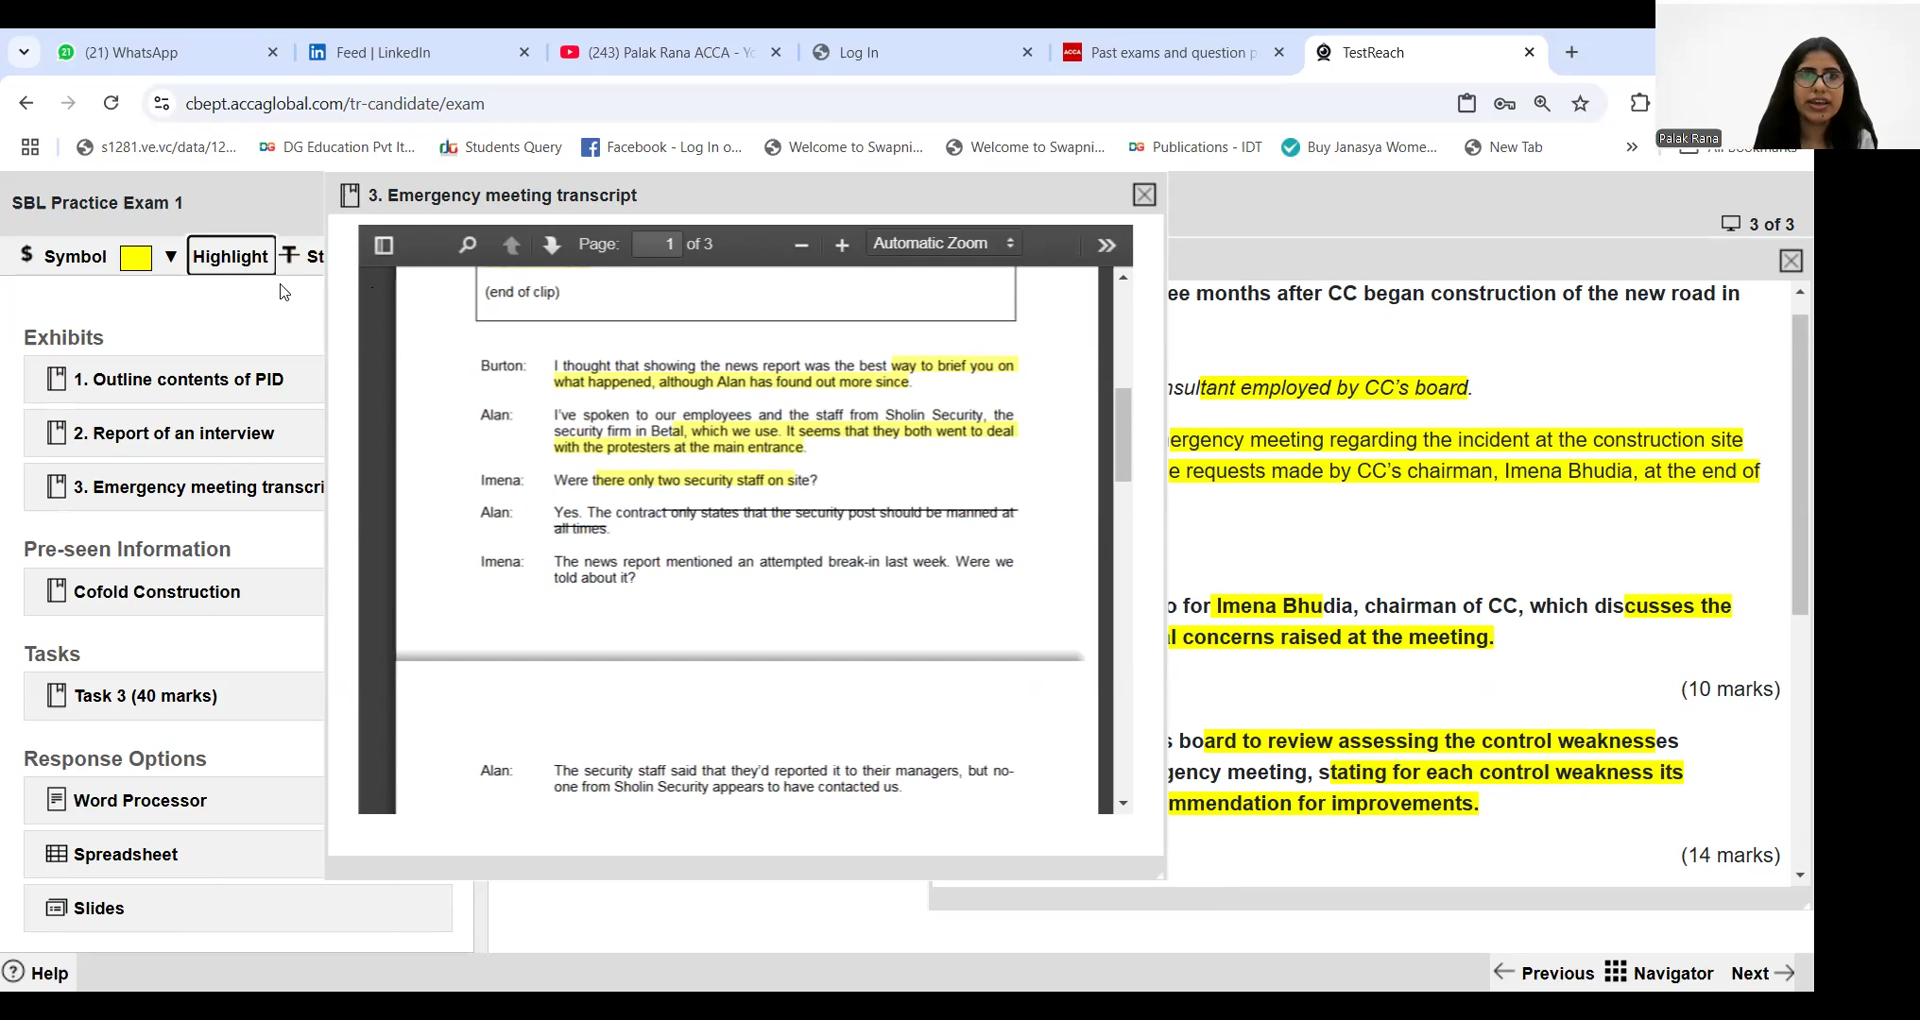 (21) WhatsApp
Feed | LinkedIn
(243) Palak Rana ACCA - Yo
Log In
Past exams and question p
TestReach
cbept.accaglobal.com/tr-candidate/exam
Palak Rana
s1281.ve.vc/data/12...
DG Education Pvt lt...
Students Query
Facebook - Log In o...
Welcome to Swapni...
Welcome to Swapni...
Publications - IDT
Buy Janasya Wome...
New Tab
All Bookmarks
SBL Practice Exam 1
3 of 3
Symbol
Highlight
St
Exhibits
1. Outline contents of PID
2. Report of an interview
3. Emergency meeting transcri
Pre-seen Information
Cofold Construction
Tasks
Task 3 (40 marks)
Response Options
Word Processor
Spreadsheet
Slides
3. Emergency meeting transcript
Page: 1 of 3
Automatic Zoom
(end of clip)
Burton: I thought that showing the news report was the best way to brief you on
what happened, although Alan has found out more since.
Alan: I've spoken to our employees and the staff from Sholin Security, the
security firm in Betal, which we use. It seems that they both went to deal
with the protesters at the main entrance.
Imena: Were there only two security staff on site?
Alan: Yes. The contract only states that the security post should be manned at
all times.
Imena: The news report mentioned an attempted break-in last week. Were we
told about it?
Alan: The security staff said that they'd reported it to their managers, but no-
one from Sholin Security appears to have contacted us.
ee months after CC began construction of the new road in
nsultant employed by CC's board.
ergency meeting regarding the incident at the construction site
e requests made by CC's chairman, Imena Bhudia, at the end of
o for Imena Bhudia, chairman of CC, which discusses the
l concerns raised at the meeting.
(10 marks)
s board to review assessing the control weaknesses
gency meeting, stating for each control weakness its
mmendation for improvements.
(14 marks)
Help
Previous
Navigator
Next